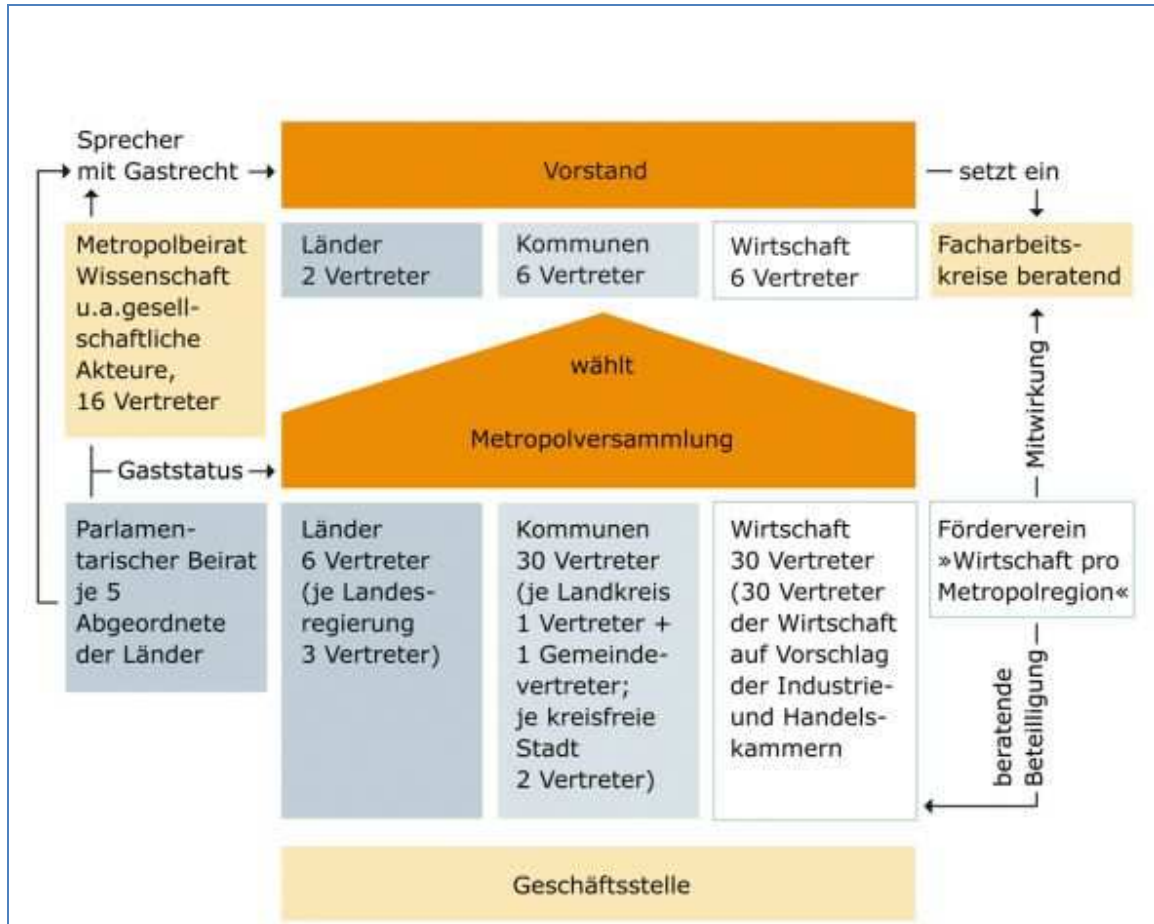 Sprecher
mit Gastrecht
Vorstand
setzt ein
Metropolbeirat
Wissenschaft
u.a.gesell-
schaftliche
Akteure,
16 Vertreter
Länder
2 Vertreter
Kommunen
6 Vertreter
Wirtschaft
6 Vertreter
Facharbeits-
kreise beratend
wählt
Metropolversammlung
Mitwirkung
Gaststatus
Parlamen-
tarischer Beirat
je 5
Abgeordnete
der Länder
Länder
6 Vertreter
(je Landes-
regierung
3 Vertreter)
Kommunen
30 Vertreter
(je Landkreis
1 Vertreter +
1 Gemeinde-
vertreter;
je kreisfreie
Stadt
2 Vertreter)
Wirtschaft
30 Vertreter
(30 Vertreter
der Wirtschaft
auf Vorschlag
der Industrie-
und Handels-
kammern
Förderverein
»Wirtschaft pro
Metropolregion«
beratende
Beteiligung
Geschäftsstelle